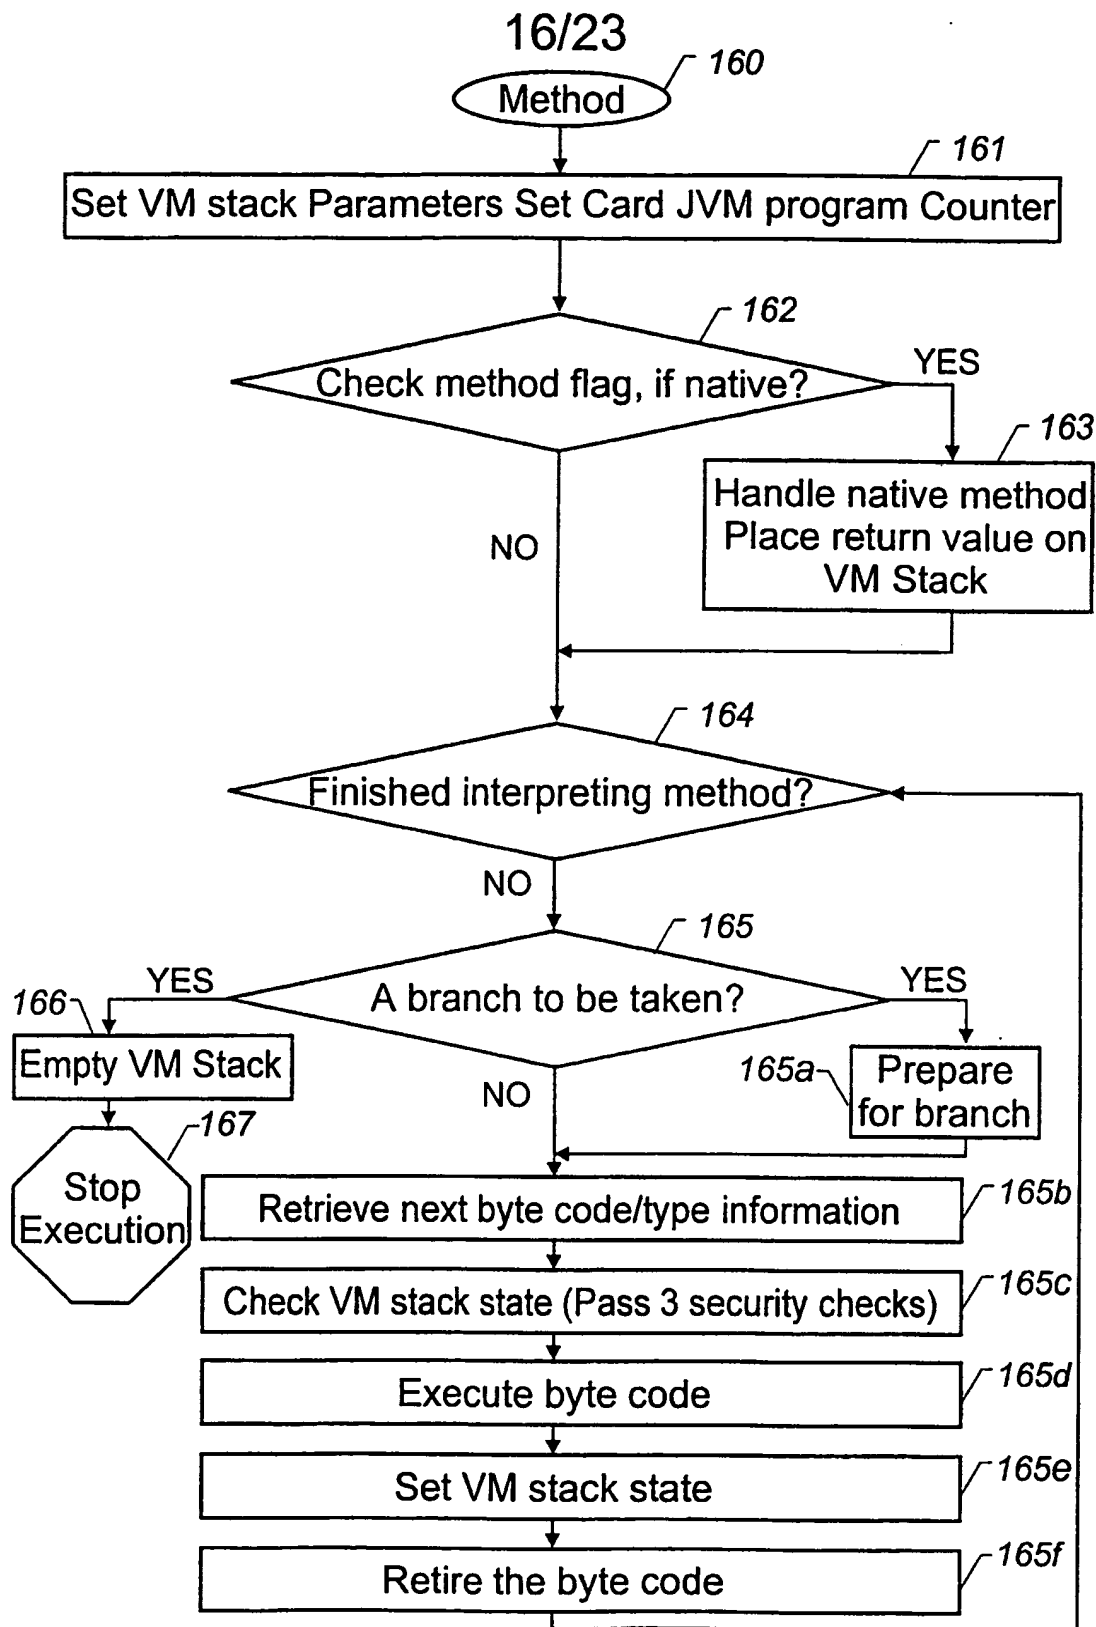 16/23
160
Method
161
Set VM stack Parameters Set Card JVM program Counter
162
Check method flag, if native?
YES
163
Handle native method
Place return value on
VM Stack
NO
164
Finished interpreting method?
NO
165
A branch to be taken?
YES
YES
166
Empty VM Stack
165a
Prepare
for branch
NO
167
Stop
Execution
165b
Retrieve next byte code/type information
165c
Check VM stack state (Pass 3 security checks)
165d
Execute byte code
165e
Set VM stack state
165f
Retire the byte code